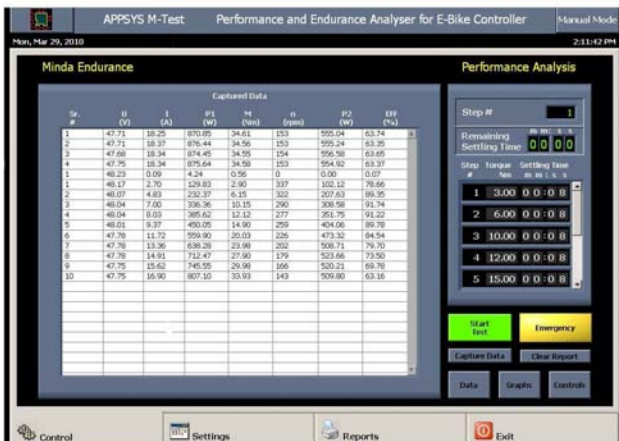 APPSYS M-Test Performance and Endurance Analyser for E-Bike Controller Manual Mode
Mon, Mar 29, 2010 2:11:42 PM
Minda Endurance
Performance Analysis
Captured Data
Sr. # U (V) I (A) P1 (W) M (Nm) n (rpm) P2 (W) EFF (%)
1 47.71 18.25 870.85 34.61 153 555.04 63.74
2 47.71 18.37 876.44 34.56 153 555.24 63.35
3 47.68 18.34 874.45 34.55 154 556.58 63.65
4 47.75 18.34 875.64 34.58 153 554.92 63.37
1 48.23 0.09 4.24 0.56 0 0.00 0.07
1 48.17 2.70 129.83 2.90 337 102.12 78.66
2 48.07 4.83 232.37 6.15 322 207.63 89.35
3 48.04 7.00 336.36 10.15 290 308.58 91.74
4 48.04 8.03 385.62 12.12 277 351.75 91.22
5 48.01 9.37 450.05 14.90 259 404.06 89.78
6 47.78 11.72 559.90 20.03 226 473.32 84.54
7 47.78 13.36 638.28 23.98 202 508.71 79.70
8 47.78 14.91 712.47 27.90 179 523.66 73.50
9 47.75 15.62 745.55 29.98 166 520.21 69.78
10 47.75 16.90 807.10 33.93 143 509.80 63.16
Step # 1
Remaining Settling Time m m: s s 0 0 0 0
Step # Torque Nm Settling Time m m : s s
1 3.00 0 0 : 0 8
2 6.00 0 0 : 0 8
3 10.00 0 0 : 0 8
4 12.00 0 0 : 0 8
5 15.00 0 0 : 0 8
Start Test Emergency
Capture Data Clear Report
Data Graphs Controls
Control Settings Reports Exit